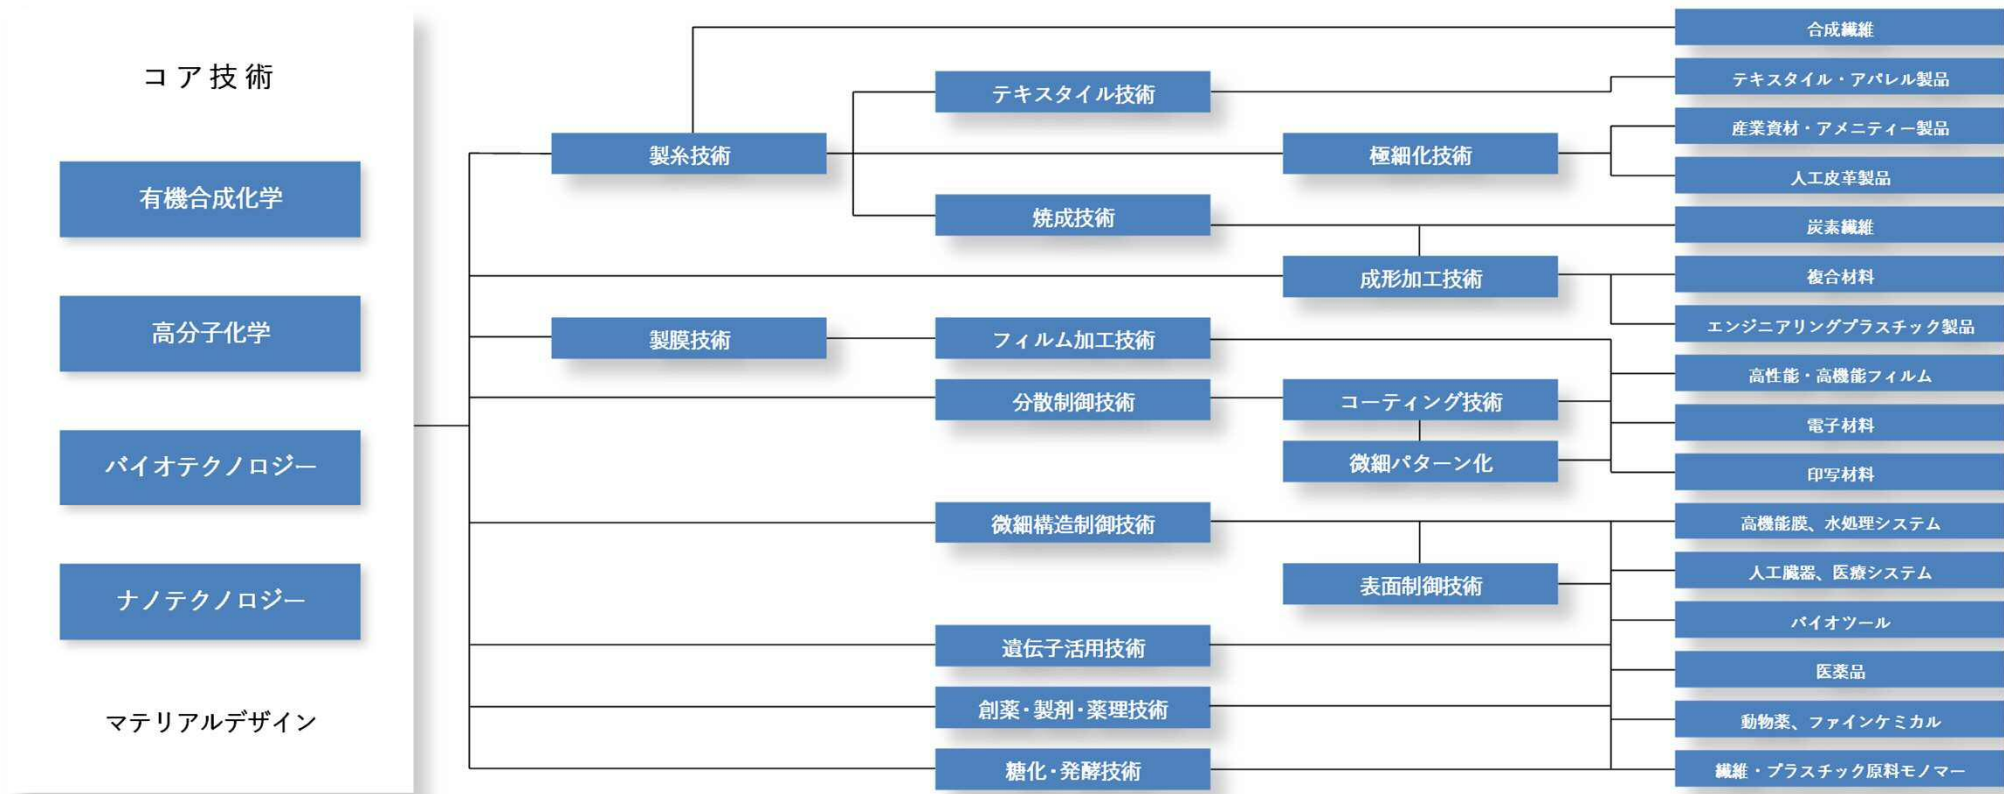 コア技術
有機合成化学
高分子化学
バイオテクノロジー
ナノテクノロジー
マテリアルデザイン
製糸技術
製膜技術
テキスタイル技術
焼成技術
フィルム加工技術
分散制御技術
微細構造制御技術
遺伝子活用技術
創薬・製剤・薬理技術
糖化・発酵技術
極細化技術
成形加工技術
コーティング技術
微細パターン化
表面制御技術
合成繊維
テキスタイル・アパレル製品
産業資材・アメニティー製品
人工皮革製品
炭素繊維
複合材料
エンジニアリングプラスチック製品
高性能・高機能フィルム
電子材料
印写材料
高機能膜、水処理システム
人工臓器、医療システム
バイオツール
医薬品
動物薬、ファインケミカル
繊維・プラスチック原料モノマー